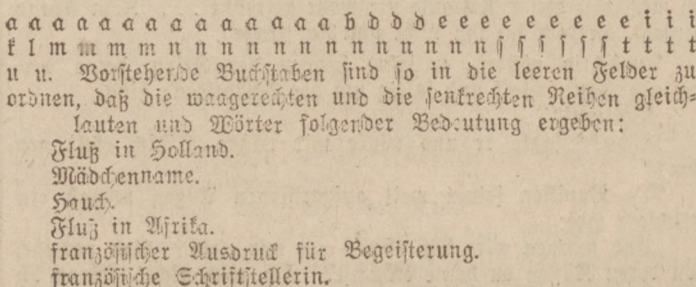 a a a a a a a a a a a a a a a b d d d d e e e e e e e e e i i i
k l m m m m n n n n n n n n n n n n ſ ſ ſ ſ ſ ſ t t t t
u u. Vorſtehende Buchſtaben ſind ſo in die leeren Felder zu
ordnen, daß die waagerechten und die ſenkrechten Reihen gleich-
lauten und Wörter folgender Bedeutung ergeben:
Fluß in Holland.
Mädchenname.
Hauch.
Fluß in Afrika.
franzöſiſcher Ausdruck für Begeiſterung.
franzöſiſche Schriftſtellerin.